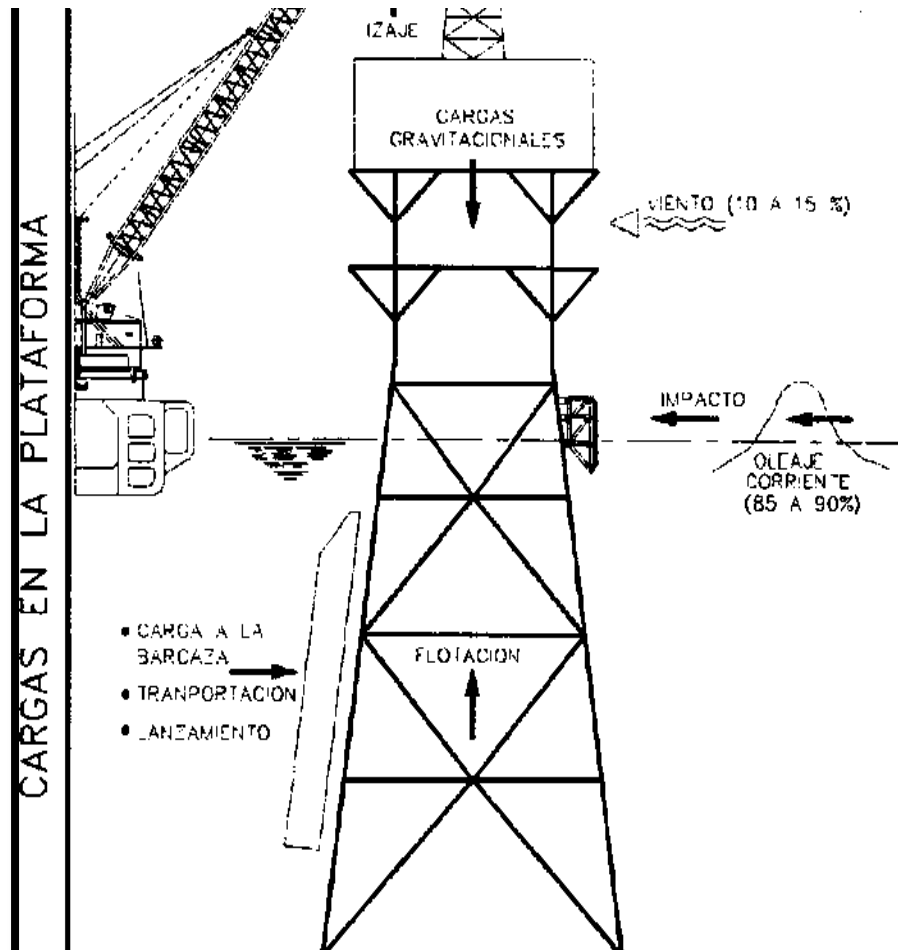 CARGAS EN LA PLATAFORMA
IZAJE
CARGAS
GRAVITACIONALES
VIENTO (10 A 15 %)
IMPACTO
OLEAJE
CORRIENTE
(85 A 90%)
• CARGA A LA
BARCAZA
• TRANPORTACION
• LANZAMIENTO
FLOTACION